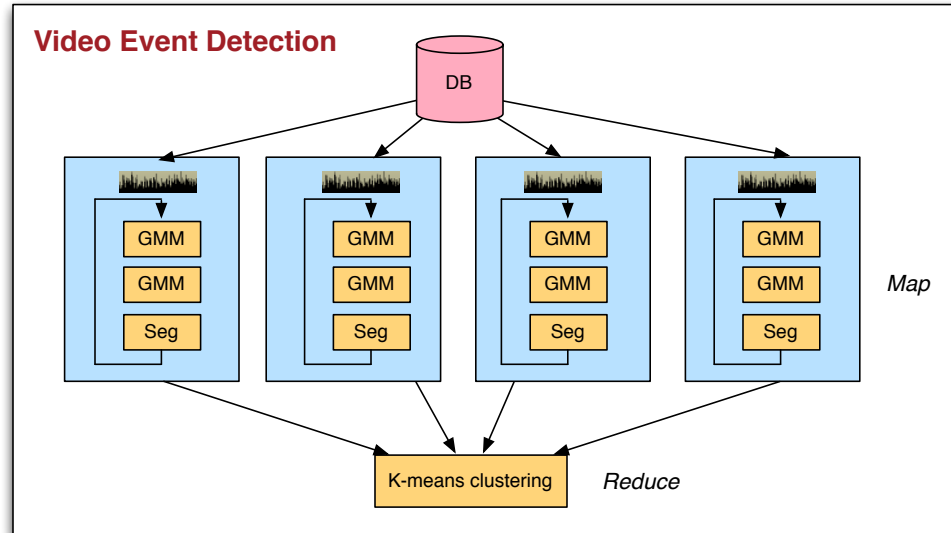 Video Event Detection
DB
GMM
GMM
GMM
GMM
GMM
GMM
GMM
GMM
Map
Seg
Seg
Seg
Seg
K-means clustering
Reduce